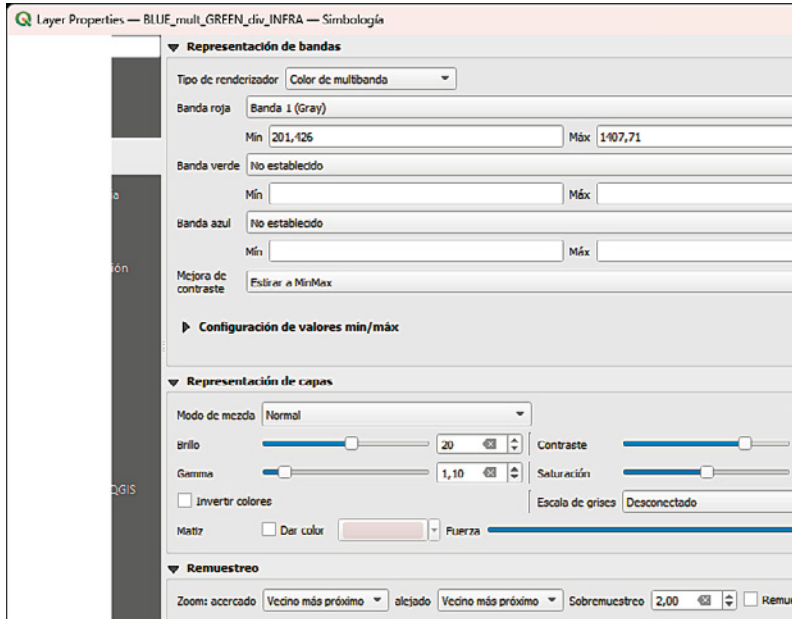 Layer Properties — BLUE_mult_GREEN_div_INFRA — Simbología
Representación de bandas
Tipo de renderizador Color de multibanda
Banda roja Banda 1 (Gray)
Mín 201,426 Máx 1407,71
Banda verde No establecido
Mín Máx
Banda azul No establecido
Mín Máx
Mejora de
contraste Estirar a MinMax
ión
Configuración de valores mín/máx
Representación de capas
Modo de mezcla Normal
Brillo 20 Contraste
Gamma 1,10 Saturación
QGIS
Invertir colores Escala de grises Desconectado
Matiz Dar color Fuerza
Remuestreo
Zoom: acercado Vecino más próximo alejado Vecino más próximo Sobremuestreo 2,00 Remue